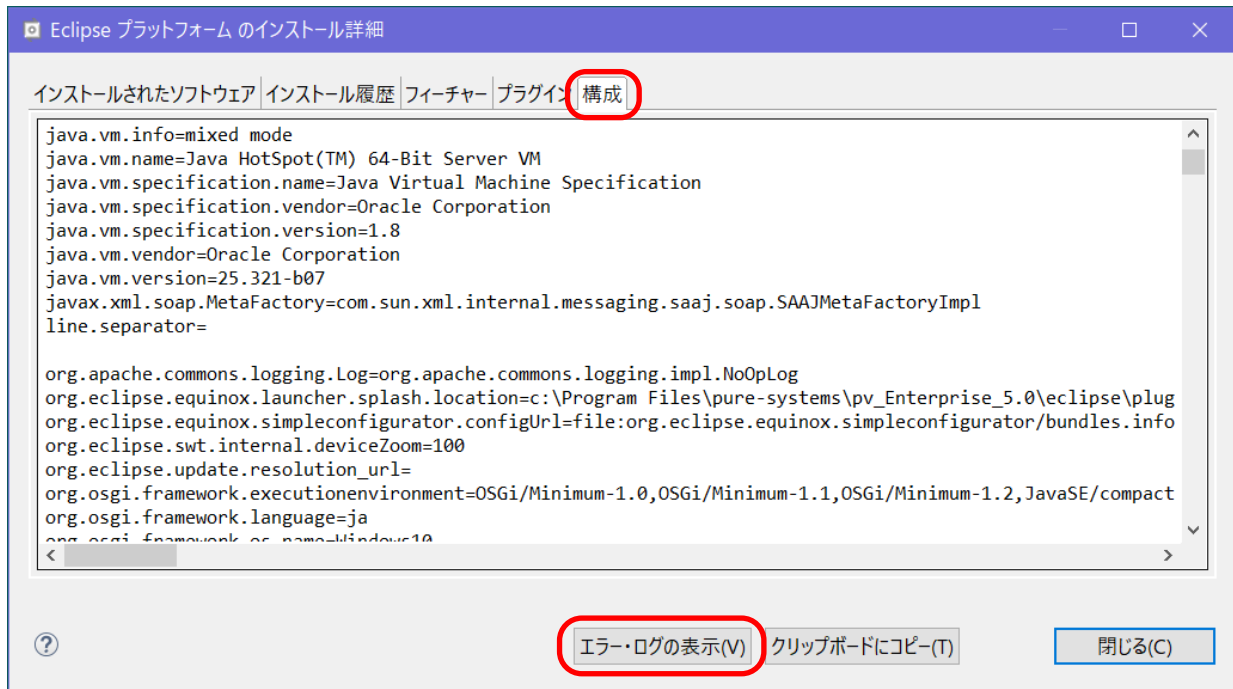 Eclipse プラットフォーム のインストール詳細
インストールされたソフトウェア インストール履歴 フィーチャー プラグイン 構成
java.vm.info=mixed mode
java.vm.name=Java HotSpot(TM) 64-Bit Server VM
java.vm.specification.name=Java Virtual Machine Specification
java.vm.specification.vendor=Oracle Corporation
java.vm.specification.version=1.8
java.vm.vendor=Oracle Corporation
java.vm.version=25.321-b07
javax.xml.soap.MetaFactory=com.sun.xml.internal.messaging.saaj.soap.SAAJMetaFactoryImpl
line.separator=
org.apache.commons.logging.Log=org.apache.commons.logging.impl.NoOpLog
org.eclipse.equinox.launcher.splash.location=c:\Program Files\pure-systems\pv_Enterprise_5.0\eclipse\plug
org.eclipse.equinox.simpleconfigurator.configUrl=file:org.eclipse.equinox.simpleconfigurator/bundles.info
org.eclipse.swt.internal.deviceZoom=100
org.eclipse.update.resolution_url=
org.osgi.framework.executionenvironment=OSGi/Minimum-1.0,OSGi/Minimum-1.1,OSGi/Minimum-1.2,JavaSE/compact
org.osgi.framework.language=ja
org.osgi.framework.os.name=Windows10
エラー・ログの表示(V) クリップボードにコピー(T) 閉じる(C)